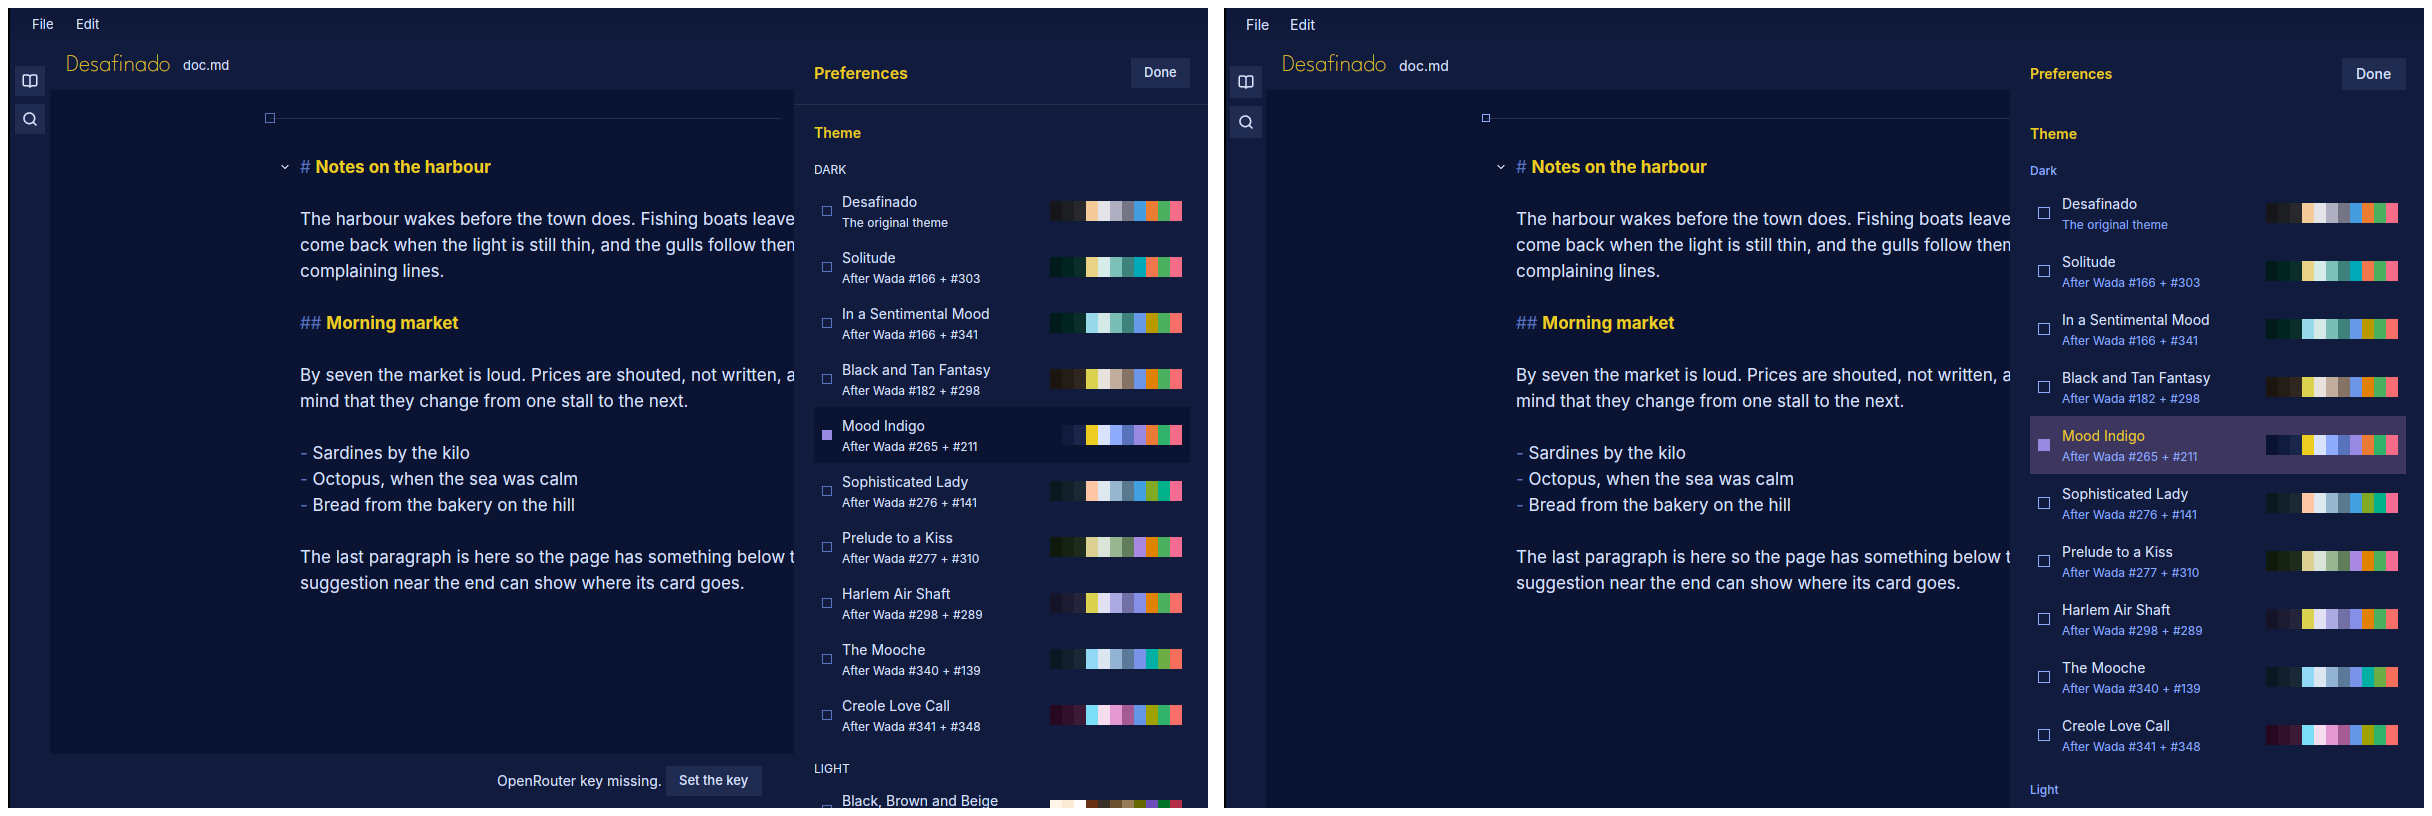 File Edit
Desafinado doc.md
Preferences Done
Theme
DARK
# Notes on the harbour
The harbour wakes before the town does. Fishing boats leave
come back when the light is still thin, and the gulls follow them
complaining lines.
## Morning market
By seven the market is loud. Prices are shouted, not written, a
mind that they change from one stall to the next.
- Sardines by the kilo
- Octopus, when the sea was calm
- Bread from the bakery on the hill
The last paragraph is here so the page has something below t
suggestion near the end can show where its card goes.
OpenRouter key missing. Set the key
Desafinado
The original theme
Solitude
After Wada #166 + #303
In a Sentimental Mood
After Wada #166 + #341
Black and Tan Fantasy
After Wada #182 + #298
Mood Indigo
After Wada #265 + #211
Sophisticated Lady
After Wada #276 + #141
Prelude to a Kiss
After Wada #277 + #310
Harlem Air Shaft
After Wada #298 + #289
The Mooche
After Wada #340 + #139
Creole Love Call
After Wada #341 + #348
LIGHT
Black, Brown and Beige
File Edit
Desafinado doc.md
Preferences Done
Theme
Dark
# Notes on the harbour
The harbour wakes before the town does. Fishing boats leave
come back when the light is still thin, and the gulls follow them
complaining lines.
## Morning market
By seven the market is loud. Prices are shouted, not written, a
mind that they change from one stall to the next.
- Sardines by the kilo
- Octopus, when the sea was calm
- Bread from the bakery on the hill
The last paragraph is here so the page has something below t
suggestion near the end can show where its card goes.
Desafinado
The original theme
Solitude
After Wada #166 + #303
In a Sentimental Mood
After Wada #166 + #341
Black and Tan Fantasy
After Wada #182 + #298
Mood Indigo
After Wada #265 + #211
Sophisticated Lady
After Wada #276 + #141
Prelude to a Kiss
After Wada #277 + #310
Harlem Air Shaft
After Wada #298 + #289
The Mooche
After Wada #340 + #139
Creole Love Call
After Wada #341 + #348
Light